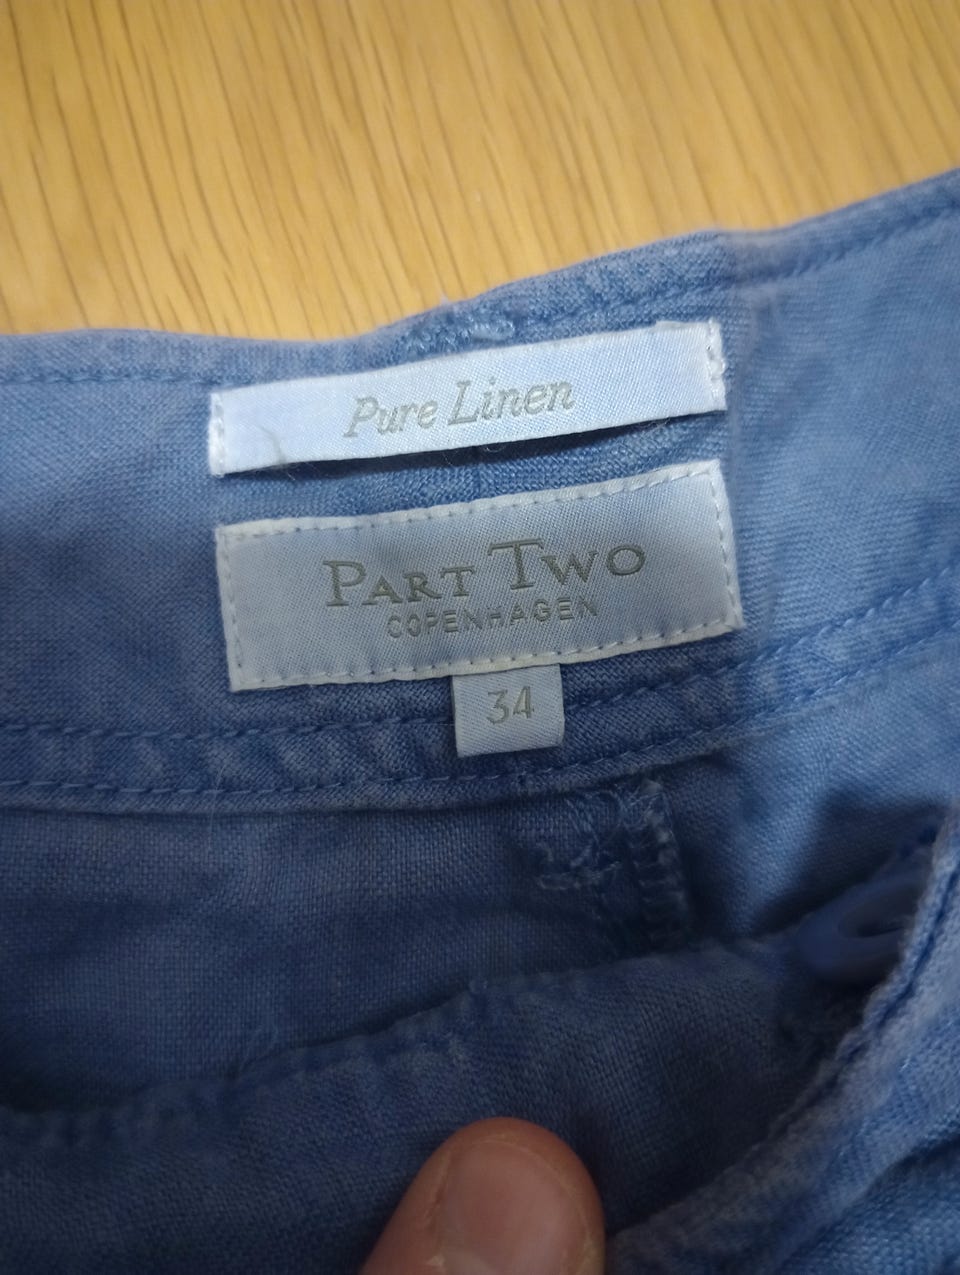 Pure Linen
PART TWO
COPENHAGEN
34